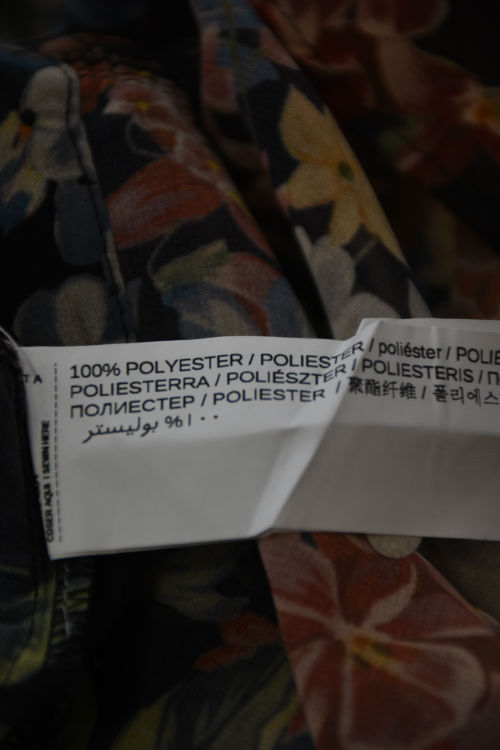 100% POLYESTER / POLIESTER / poliéster / POLIE
POLIESTERRA / POLIÉSZTER / POLIESTERIS / П
ПОЛИЕСТЕР / POLIESTER / 聚酯纤维 / 폴리에스
١٠٠% بوليستر
TA
COSER AQUI | SEWN HERE